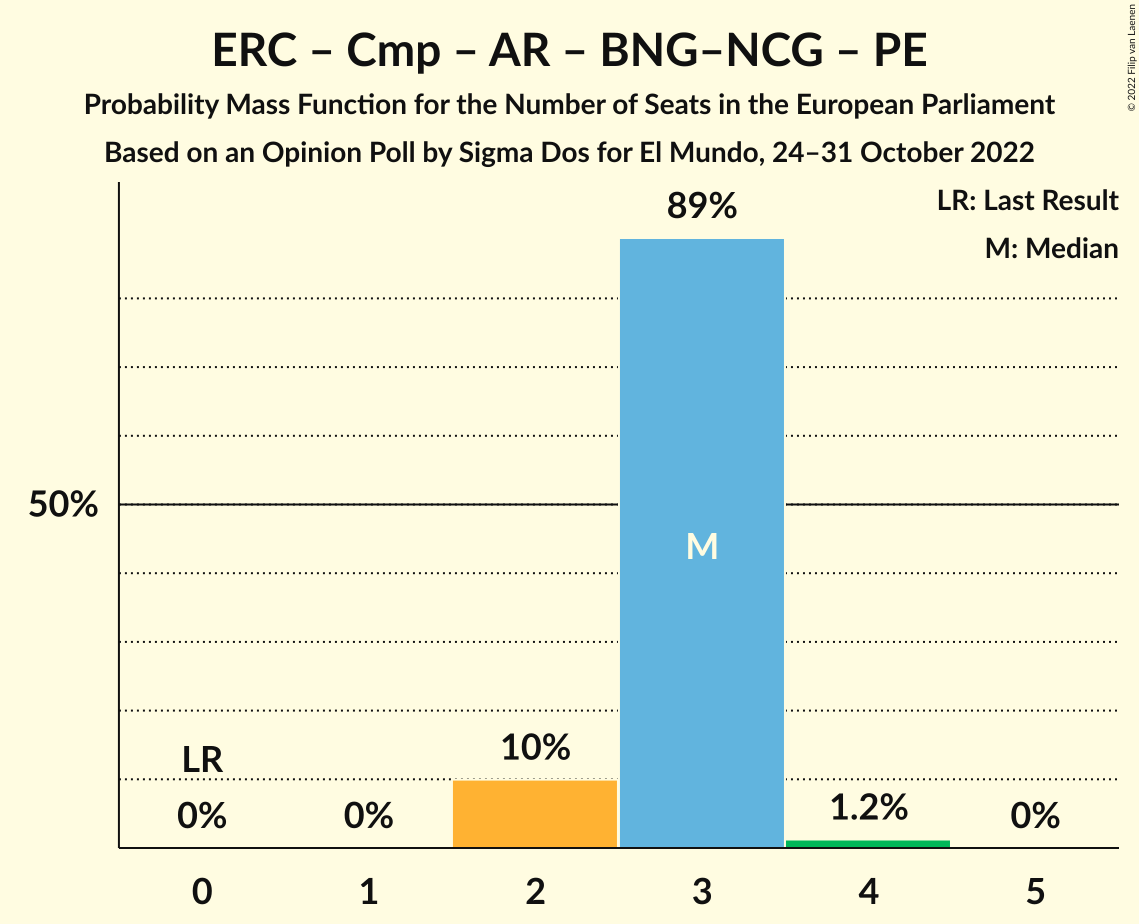 ERC – Cmp – AR – BNG–NCG – PE
Probability Mass Function for the Number of Seats in the European Parliament
Based on an Opinion Poll by Sigma Dos for El Mundo, 24–31 October 2022
© 2022 Filip van Laenen
LR: Last Result
M: Median
89%
50%
M
LR
10%
0%
0%
1.2%
0%
0
1
2
3
4
5